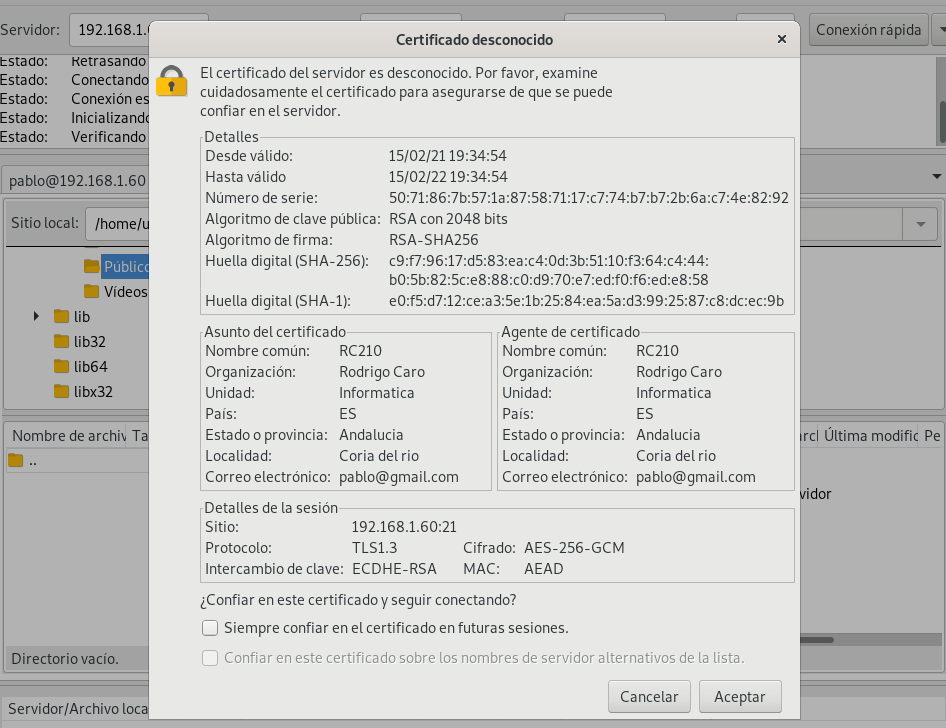 Servidor: 192.168.1. Conexión rápida
Certificado desconocido
Estado: Retrasando
Estado: Conectando
Estado: Conexión es
Estado: Inicializando
Estado: Verificando
El certificado del servidor es desconocido. Por favor, examine
cuidadosamente el certificado para asegurarse de que se puede
confiar en el servidor.
Detalles
Desde válido: 15/02/21 19:34:54
Hasta válido 15/02/22 19:34:54
Número de serie: 50:71:86:7b:57:1a:87:58:71:17:c7:74:b7:b7:2b:6a:c7:4e:82:92
Algoritmo de clave pública: RSA con 2048 bits
Algoritmo de firma: RSA-SHA256
Huella digital (SHA-256): c9:f7:96:17:d5:83:ea:c4:0d:3b:51:10:f3:64:c4:44:
b0:5b:82:5c:e8:88:c0:d9:70:e7:ed:f0:f6:ed:e8:58
Huella digital (SHA-1): e0:f5:d7:12:ce:a3:5e:1b:25:84:ea:5a:d3:99:25:87:c8:dc:ec:9b
Asunto del certificado
Nombre común: RC210
Organización: Rodrigo Caro
Unidad: Informatica
País: ES
Estado o provincia: Andalucia
Localidad: Coria del rio
Correo electrónico: pablo@gmail.com
Agente de certificado
Nombre común: RC210
Organización: Rodrigo Caro
Unidad: Informatica
País: ES
Estado o provincia: Andalucia
Localidad: Coria del rio
Correo electrónico: pablo@gmail.com
Detalles de la sesión
Sitio: 192.168.1.60:21
Protocolo: TLS1.3 Cifrado: AES-256-GCM
Intercambio de clave: ECDHE-RSA MAC: AEAD
¿Confiar en este certificado y seguir conectando?
Siempre confiar en el certificado en futuras sesiones.
Confiar en este certificado sobre los nombres de servidor alternativos de la lista.
Cancelar Aceptar
pablo@192.168.1.60
Sitio local: /home/u
Público
Vídeos
lib
lib32
lib64
libx32
Nombre de archiv Ta
..
arcl Última modific Pe
vidor
Directorio vacío.
Servidor/Archivo loca